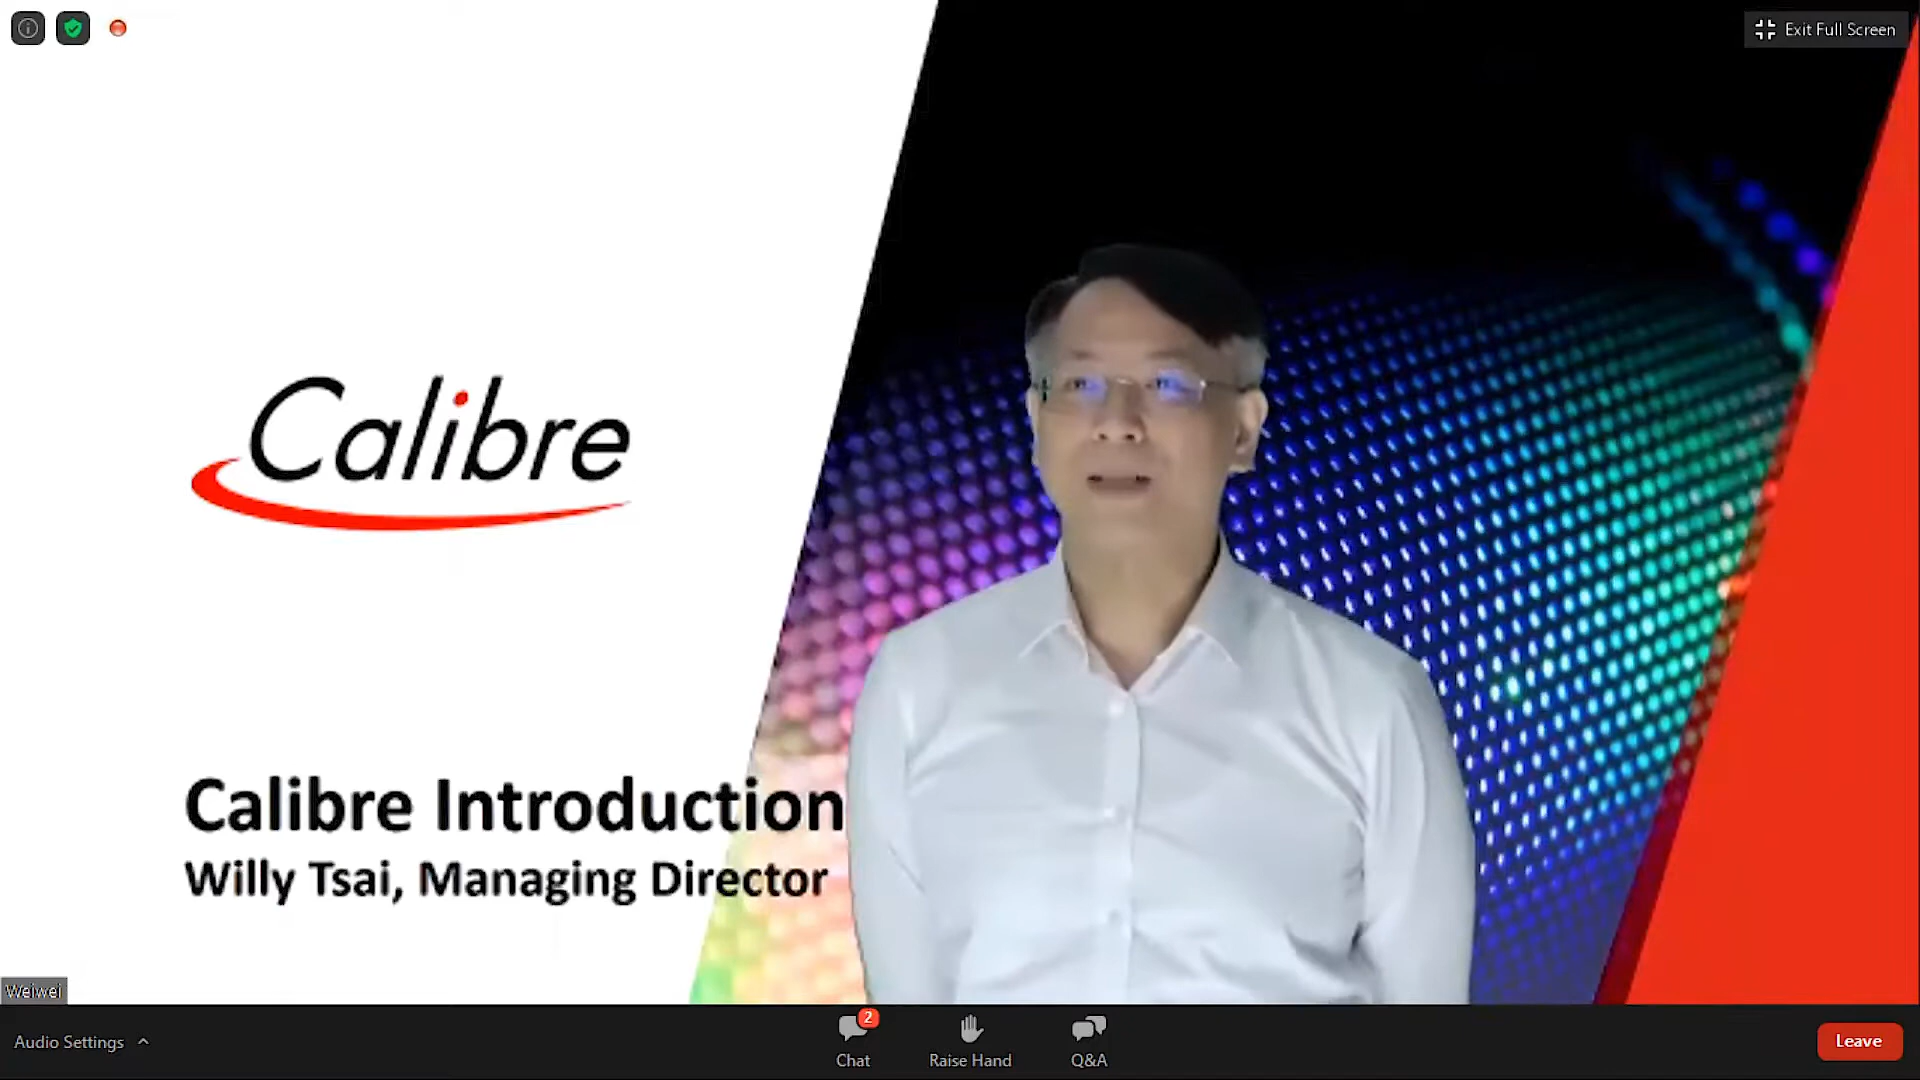 Exit Full Screen
Calibre
Calibre Introduction
Willy Tsai, Managing Director
Weiwei
Audio Settings
2
Chat
Raise Hand
Q&A
Leave